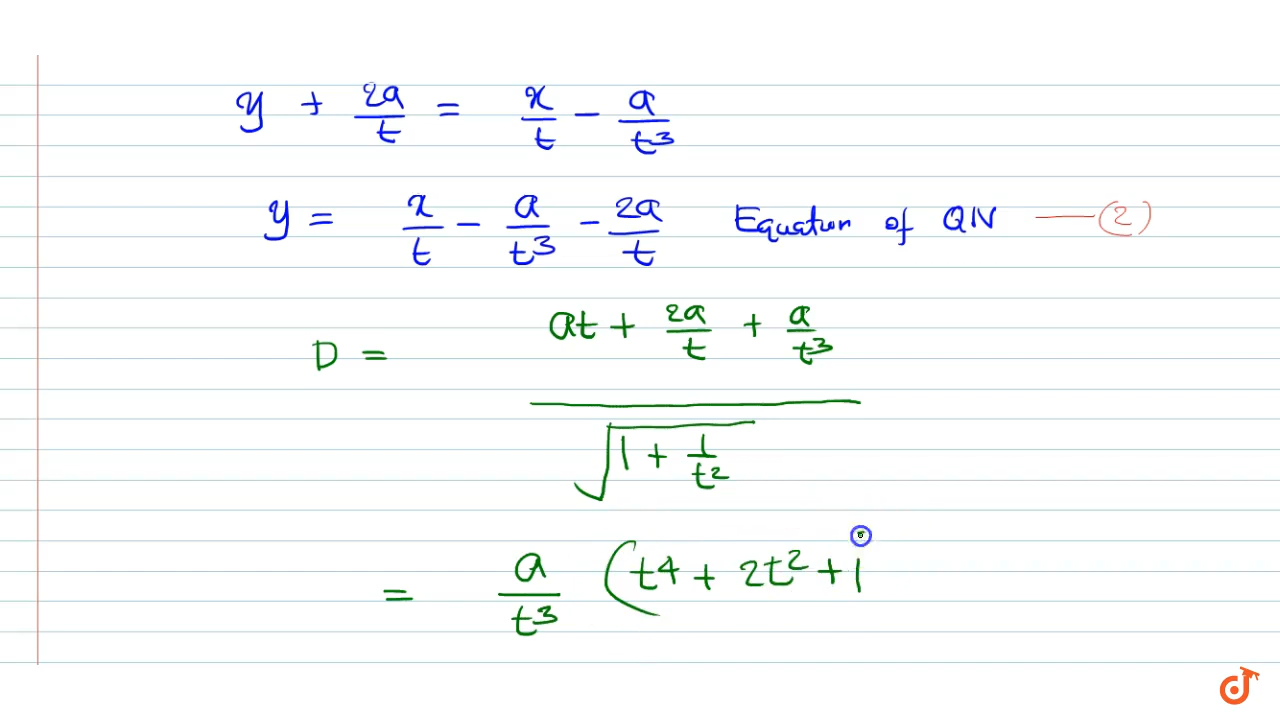 y + 2a/t = x/t - a/t³
y = x/t - a/t³ - 2a/t Equation of QN —(2)
D = (at + 2a/t + a/t³) / √(1 + 1/t²)
= a/t³ (t⁴ + 2t² + 1